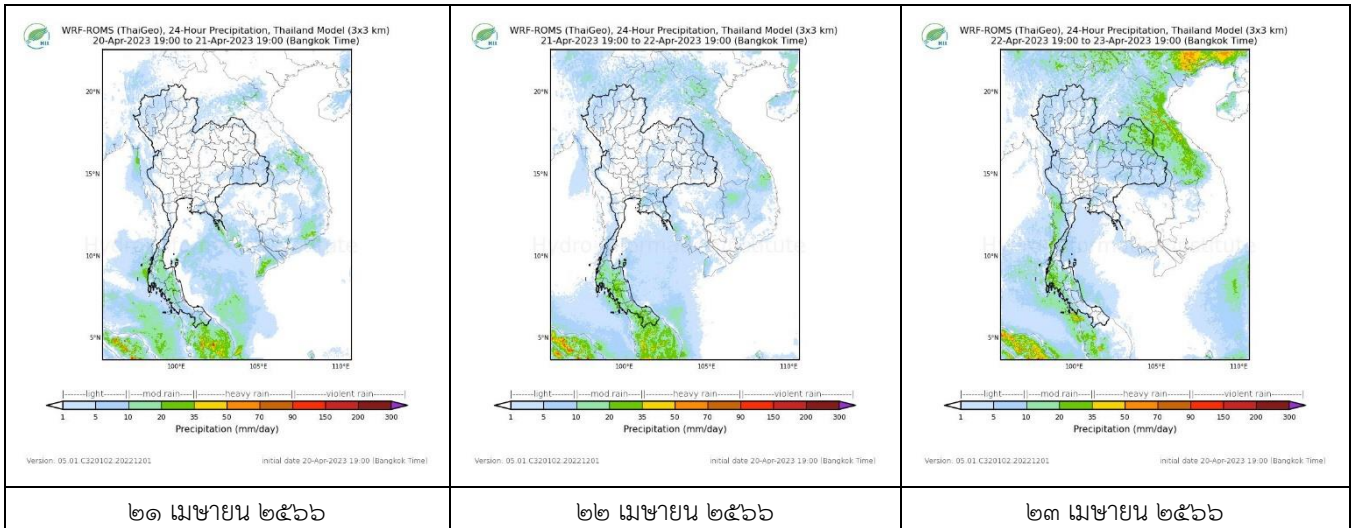 WRF-ROMS (ThaiGeo), 24-Hour Precipitation, Thailand Model (3x3 km)
20-Apr-2023 19:00 to 21-Apr-2023 19:00 (Bangkok Time)
20°N
15°N
10°N
5°N
100°E 105°E 110°E
light mod rain heavy rain violent rain
1 5 10 20 35 50 70 90 150 200 300
Precipitation (mm/day)
Version: 05.01.C320102.20221201 initial date 20-Apr-2023 19:00 (Bangkok Time)
๒๑ เมษายน ๒๕๖๖
WRF-ROMS (ThaiGeo), 24-Hour Precipitation, Thailand Model (3x3 km)
21-Apr-2023 19:00 to 22-Apr-2023 19:00 (Bangkok Time)
20°N
15°N
10°N
5°N
100°E 105°E 110°E
light mod rain heavy rain violent rain
1 5 10 20 35 50 70 90 150 200 300
Precipitation (mm/day)
Version: 05.01.C320102.20221201 initial date 20-Apr-2023 19:00 (Bangkok Time)
๒๒ เมษายน ๒๕๖๖
WRF-ROMS (ThaiGeo), 24-Hour Precipitation, Thailand Model (3x3 km)
22-Apr-2023 19:00 to 23-Apr-2023 19:00 (Bangkok Time)
20°N
15°N
10°N
5°N
100°E 105°E 110°E
light mod rain heavy rain violent rain
1 5 10 20 35 50 70 90 150 200 300
Precipitation (mm/day)
Version: 05.01.C320102.20221201 initial date 20-Apr-2023 19:00 (Bangkok Time)
๒๓ เมษายน ๒๕๖๖